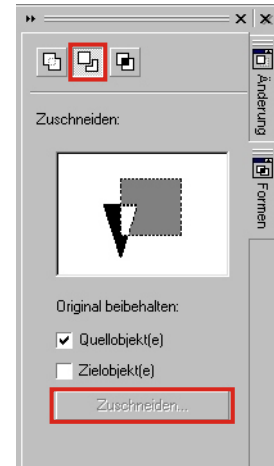 Änderung
Formen
Zuschneiden:
Original beibehalten:
Quellobjekt(e)
Zielobjekt(e)
Zuschneiden...